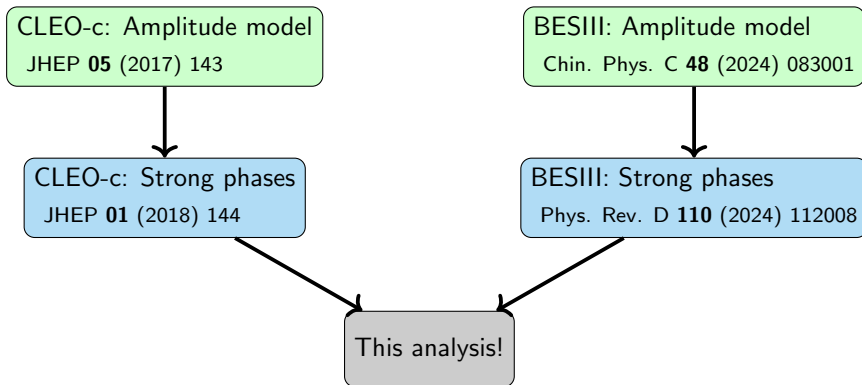 CLEO-c: Amplitude model
JHEP 05 (2017) 143
BESIII: Amplitude model
Chin. Phys. C 48 (2024) 083001
CLEO-c: Strong phases
JHEP 01 (2018) 144
BESIII: Strong phases
Phys. Rev. D 110 (2024) 112008
This analysis!